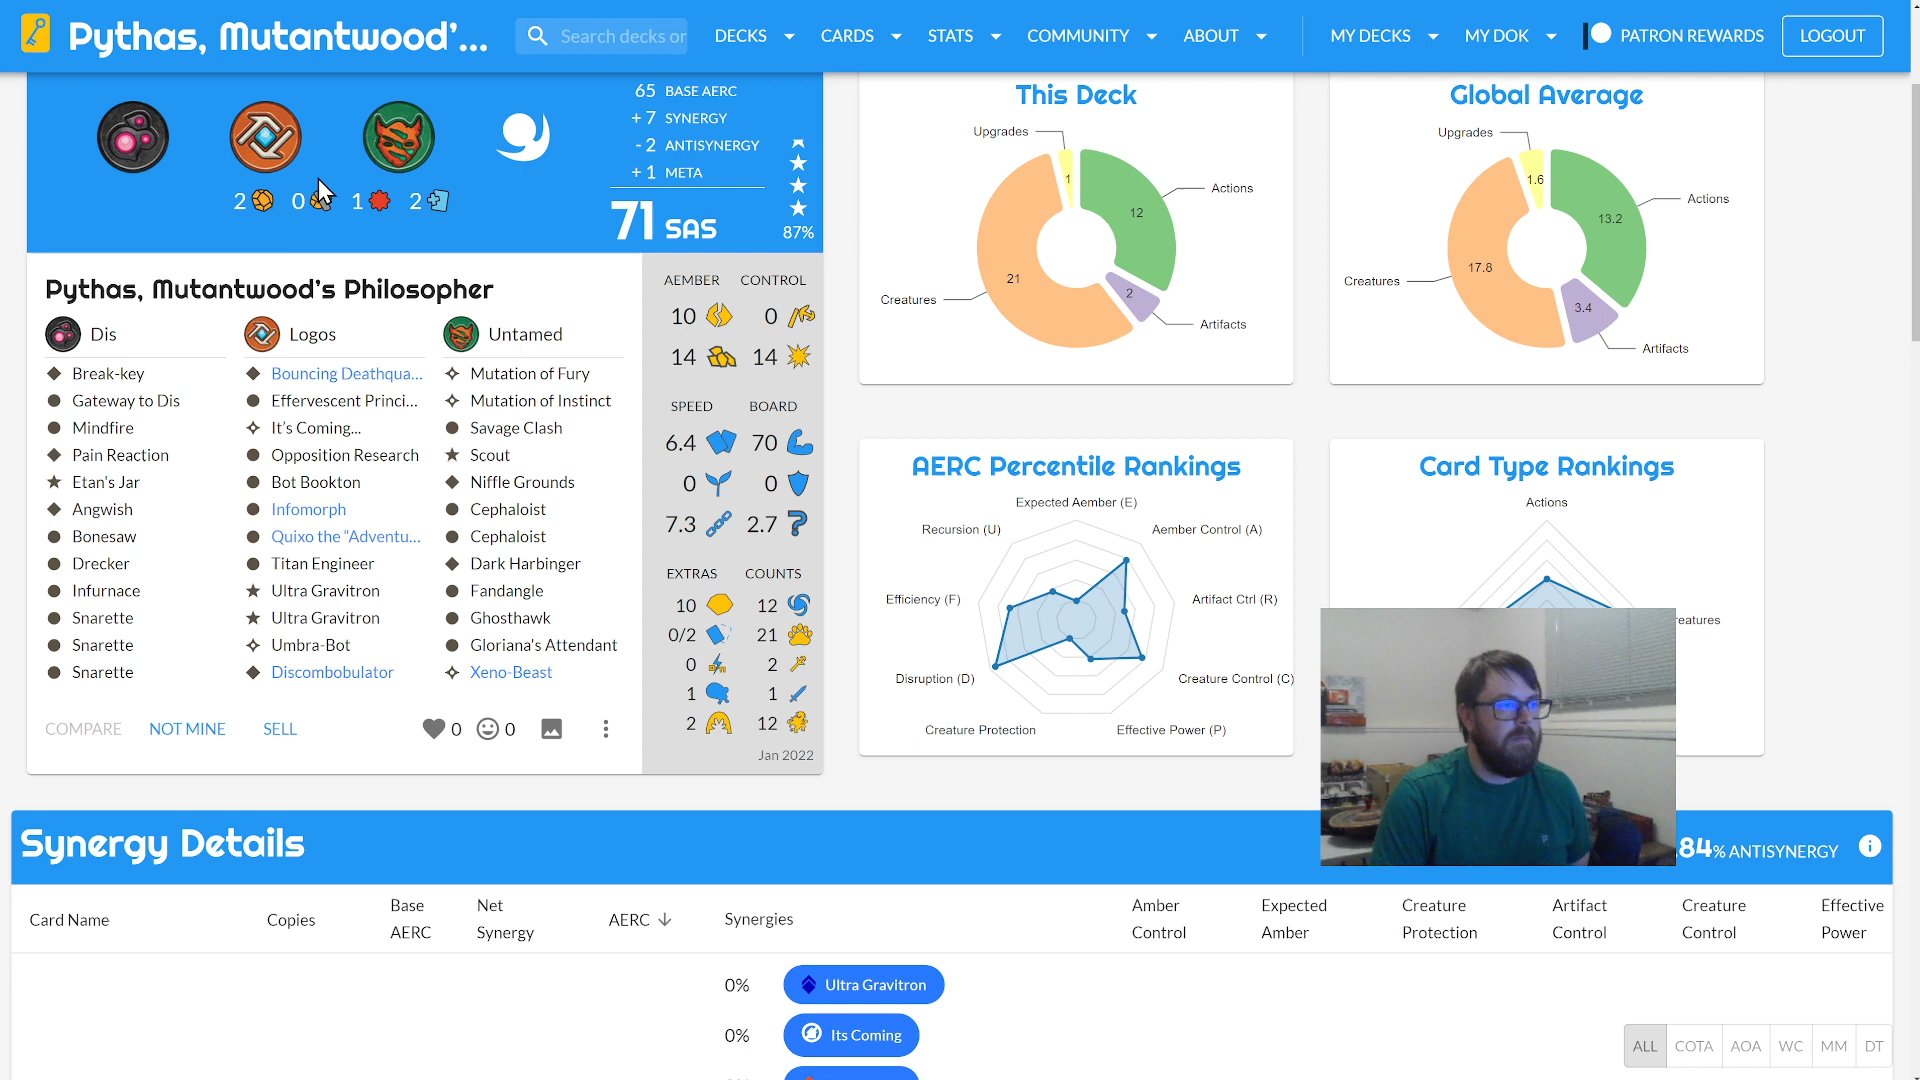 Pythas, Mutantwood'...
Search decks or
DECKS
CARDS
STATS
COMMUNITY
ABOUT
MY DECKS
MY DOK
PATRON REWARDS
LOGOUT
65 BASE AERC
+ 7 SYNERGY
- 2 ANTISYNERGY
+ 1 META
71 SAS
87%
2 0 1 2
Pythas, Mutantwood's Philosopher
Dis
Break-key
Gateway to Dis
Mindfire
Pain Reaction
Etan's Jar
Angwish
Bonesaw
Drecker
Infurnace
Snarette
Snarette
Snarette
Logos
Bouncing Deathqua...
Effervescent Princi...
It's Coming...
Opposition Research
Bot Bookton
Infomorph
Quixo the "Adventu...
Titan Engineer
Ultra Gravitron
Ultra Gravitron
Umbra-Bot
Discombobulator
Untamed
Mutation of Fury
Mutation of Instinct
Savage Clash
Scout
Niffle Grounds
Cephaloist
Cephaloist
Dark Harbinger
Fandangle
Ghosthawk
Gloriana's Attendant
Xeno-Beast
COMPARE
NOT MINE
SELL
0
0
AEMBER CONTROL
10 0
14 14
SPEED BOARD
6.4 70
0 0
7.3 2.7
EXTRAS COUNTS
10 12
0/2 21
0 2
1 1
2 12
Jan 2022
This Deck
Upgrades
1
Actions
12
Creatures
21
2
Artifacts
Global Average
Upgrades
1.6
Actions
13.2
Creatures
17.8
3.4
Artifacts
AERC Percentile Rankings
Expected Aember (E)
Recursion (U)
Aember Control (A)
Efficiency (F)
Artifact Ctrl (R)
Disruption (D)
Creature Control (C)
Creature Protection
Effective Power (P)
Card Type Rankings
Actions
reatures
Synergy Details
84% ANTISYNERGY
Card Name
Copies
Base
AERC
Net
Synergy
AERC
Synergies
Amber
Control
Expected
Amber
Creature
Protection
Artifact
Control
Creature
Control
Effective
Power
0% Ultra Gravitron
0% Its Coming
ALL COTA AOA WC MM DT